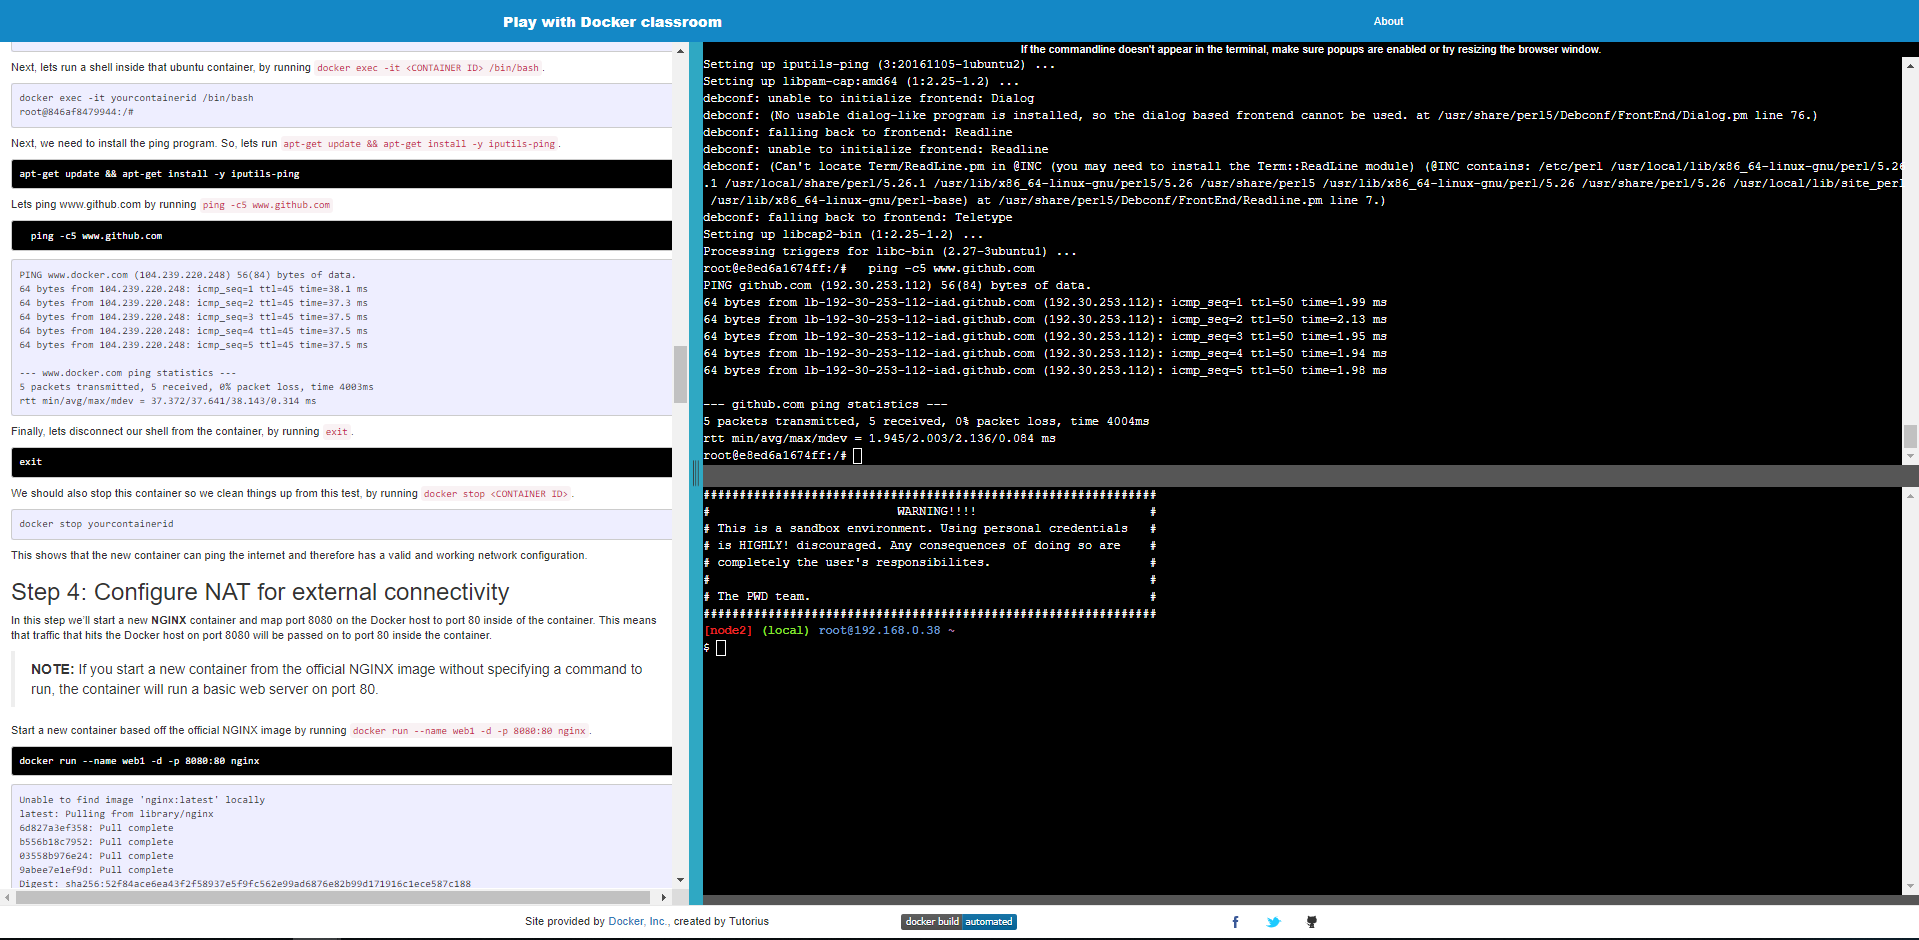 Play with Docker classroom
About
Next, lets run a shell inside that ubuntu container, by running docker exec -it <CONTAINER ID> /bin/bash.
docker exec -it yourcontainerid /bin/bash
root@846af8479944:/#
Next, we need to install the ping program. So, lets run apt-get update && apt-get install -y iputils-ping.
apt-get update && apt-get install -y iputils-ping
Lets ping www.github.com by running ping -c5 www.github.com
ping -c5 www.github.com
PING www.docker.com (104.239.220.248) 56(84) bytes of data.
64 bytes from 104.239.220.248: icmp_seq=1 ttl=45 time=38.1 ms
64 bytes from 104.239.220.248: icmp_seq=2 ttl=45 time=37.3 ms
64 bytes from 104.239.220.248: icmp_seq=3 ttl=45 time=37.5 ms
64 bytes from 104.239.220.248: icmp_seq=4 ttl=45 time=37.5 ms
64 bytes from 104.239.220.248: icmp_seq=5 ttl=45 time=37.5 ms
--- www.docker.com ping statistics ---
5 packets transmitted, 5 received, 0% packet loss, time 4003ms
rtt min/avg/max/mdev = 37.372/37.641/38.143/0.314 ms
Finally, lets disconnect our shell from the container, by running exit.
exit
We should also stop this container so we clean things up from this test, by running docker stop <CONTAINER ID>.
docker stop yourcontainerid
This shows that the new container can ping the internet and therefore has a valid and working network configuration.
Step 4: Configure NAT for external connectivity
In this step we'll start a new NGINX container and map port 8080 on the Docker host to port 80 inside of the container. This means
that traffic that hits the Docker host on port 8080 will be passed on to port 80 inside the container.
NOTE: If you start a new container from the official NGINX image without specifying a command to
run, the container will run a basic web server on port 80.
Start a new container based off the official NGINX image by running docker run --name web1 -d -p 8080:80 nginx.
docker run --name web1 -d -p 8080:80 nginx
Unable to find image 'nginx:latest' locally
latest: Pulling from library/nginx
6d827a3ef358: Pull complete
b556b18c7952: Pull complete
03558b976e24: Pull complete
9abee7e1ef9d: Pull complete
Digest: sha256:52f84ace6ea43f2f58937e5f9fc562e99ad6876e82b99d171916c1ece587c188
If the commandline doesn't appear in the terminal, make sure popups are enabled or try resizing the browser window.
Setting up iputils-ping (3:20161105-1ubuntu2) ...
Setting up libpam-cap:amd64 (1:2.25-1.2) ...
debconf: unable to initialize frontend: Dialog
debconf: (No usable dialog-like program is installed, so the dialog based frontend cannot be used. at /usr/share/perl5/Debconf/FrontEnd/Dialog.pm line 76.)
debconf: falling back to frontend: Readline
debconf: unable to initialize frontend: Readline
debconf: (Can't locate Term/ReadLine.pm in @INC (you may need to install the Term::ReadLine module) (@INC contains: /etc/perl /usr/local/lib/x86_64-linux-gnu/perl/5.26
.1 /usr/local/share/perl/5.26.1 /usr/lib/x86_64-linux-gnu/perl5/5.26 /usr/share/perl5 /usr/lib/x86_64-linux-gnu/perl/5.26 /usr/share/perl/5.26 /usr/local/lib/site_perl
/usr/lib/x86_64-linux-gnu/perl-base) at /usr/share/perl5/Debconf/FrontEnd/Readline.pm line 7.)
debconf: falling back to frontend: Teletype
Setting up libcap2-bin (1:2.25-1.2) ...
Processing triggers for libc-bin (2.27-3ubuntu1) ...
root@e8ed6a1674ff:/#   ping -c5 www.github.com
PING github.com (192.30.253.112) 56(84) bytes of data.
64 bytes from lb-192-30-253-112-iad.github.com (192.30.253.112): icmp_seq=1 ttl=50 time=1.99 ms
64 bytes from lb-192-30-253-112-iad.github.com (192.30.253.112): icmp_seq=2 ttl=50 time=2.13 ms
64 bytes from lb-192-30-253-112-iad.github.com (192.30.253.112): icmp_seq=3 ttl=50 time=1.95 ms
64 bytes from lb-192-30-253-112-iad.github.com (192.30.253.112): icmp_seq=4 ttl=50 time=1.94 ms
64 bytes from lb-192-30-253-112-iad.github.com (192.30.253.112): icmp_seq=5 ttl=50 time=1.98 ms
--- github.com ping statistics ---
5 packets transmitted, 5 received, 0% packet loss, time 4004ms
rtt min/avg/max/mdev = 1.945/2.003/2.136/0.084 ms
root@e8ed6a1674ff:/#
###############################################################
#                          WARNING!!!!                        #
# This is a sandbox environment. Using personal credentials   #
# is HIGHLY! discouraged. Any consequences of doing so are    #
# completely the user's responsibilites.                      #
#                                                             #
# The PWD team.                                               #
###############################################################
[node2] (local) root@192.168.0.38 ~
$
Site provided by Docker, Inc., created by Tutorius
docker build automated